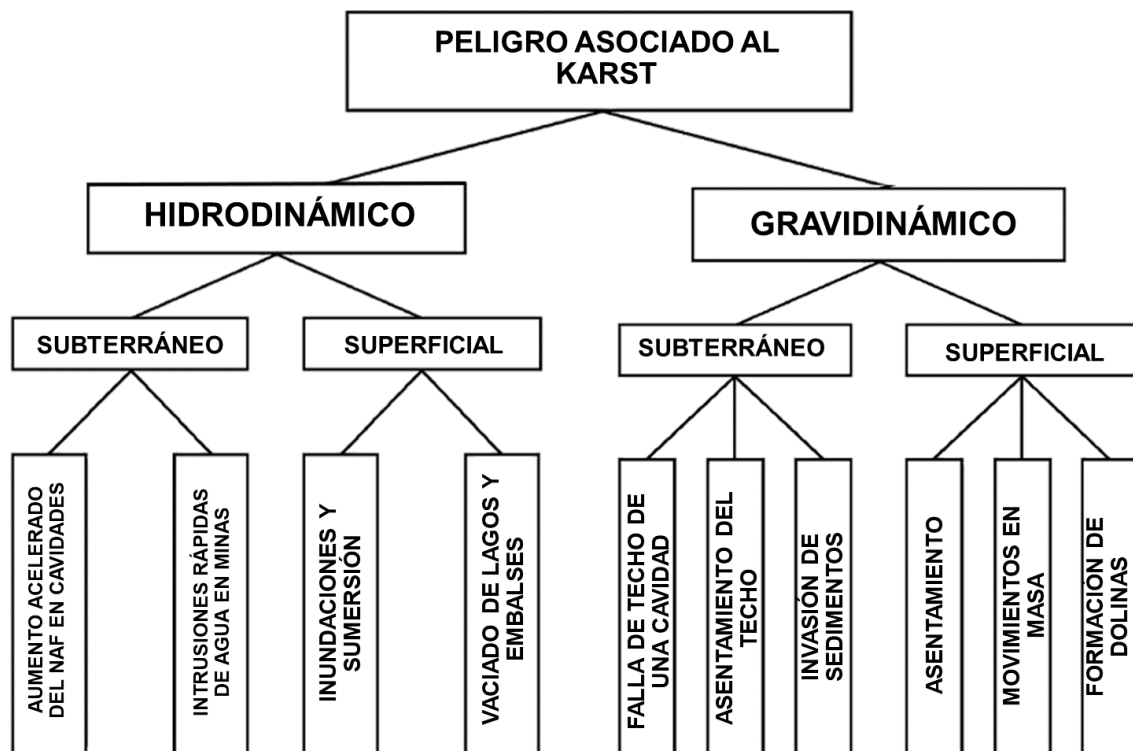 PELIGRO ASOCIADO AL
KARST
HIDRODINÁMICO
GRAVIDINÁMICO
SUBTERRÁNEO
SUPERFICIAL
SUBTERRÁNEO
SUPERFICIAL
AUMENTO ACELERADO
DEL NAF EN CAVIDADES
INTRUSIONES RÁPIDAS
DE AGUA EN MINAS
INUNDACIONES Y
SUMERSIÓN
VACIADO DE LAGOS Y
EMBALSES
FALLA DE TECHO DE
UNA CAVIDAD
ASENTAMIENTO DEL
TECHO
INVASIÓN DE
SEDIMENTOS
ASENTAMIENTO
MOVIMIENTOS EN
MASA
FORMACIÓN DE
DOLINAS